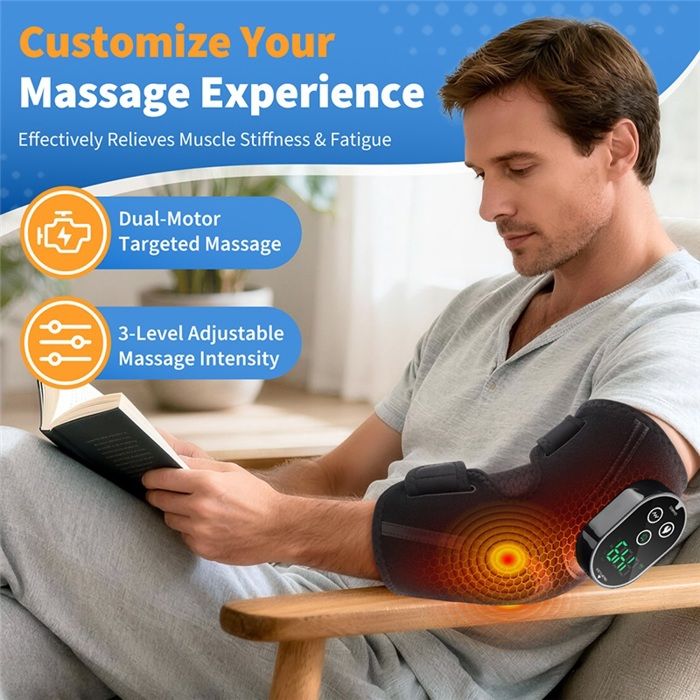 Customize Your
Massage Experience
Effectively Relieves Muscle Stiffness & Fatigue
Dual-Motor
Targeted Massage
3-Level Adjustable
Massage Intensity